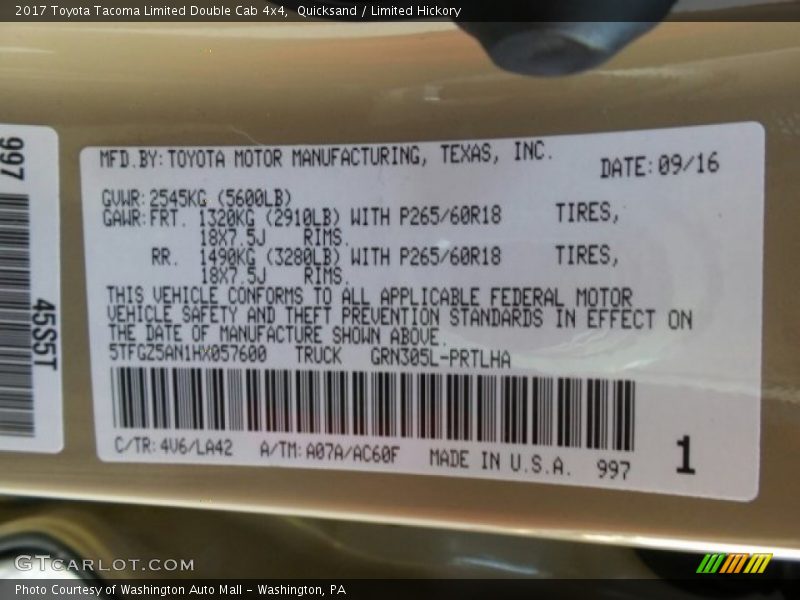 2017 Toyota Tacoma Limited Double Cab 4x4, Quicksand / Limited Hickory
997
45S5T
MFD.BY:TOYOTA MOTOR MANUFACTURING, TEXAS, INC. DATE:09/16
GVWR:2545KG (5600LB)
GAWR:FRT. 1320KG (2910LB) WITH P265/60R18 TIRES,
18X7.5J RIMS.
RR. 1490KG (3280LB) WITH P265/60R18 TIRES,
18X7.5J RIMS.
THIS VEHICLE CONFORMS TO ALL APPLICABLE FEDERAL MOTOR
VEHICLE SAFETY AND THEFT PREVENTION STANDARDS IN EFFECT ON
THE DATE OF MANUFACTURE SHOWN ABOVE.
5TFGZ5AN1HX057600 TRUCK GRN305L-PRTLHA
C/TR:4V6/LA42 A/TM:A07A/AC60F MADE IN U.S.A. 997 1
GTCARLOT.COM
Photo Courtesy of Washington Auto Mall - Washington, PA